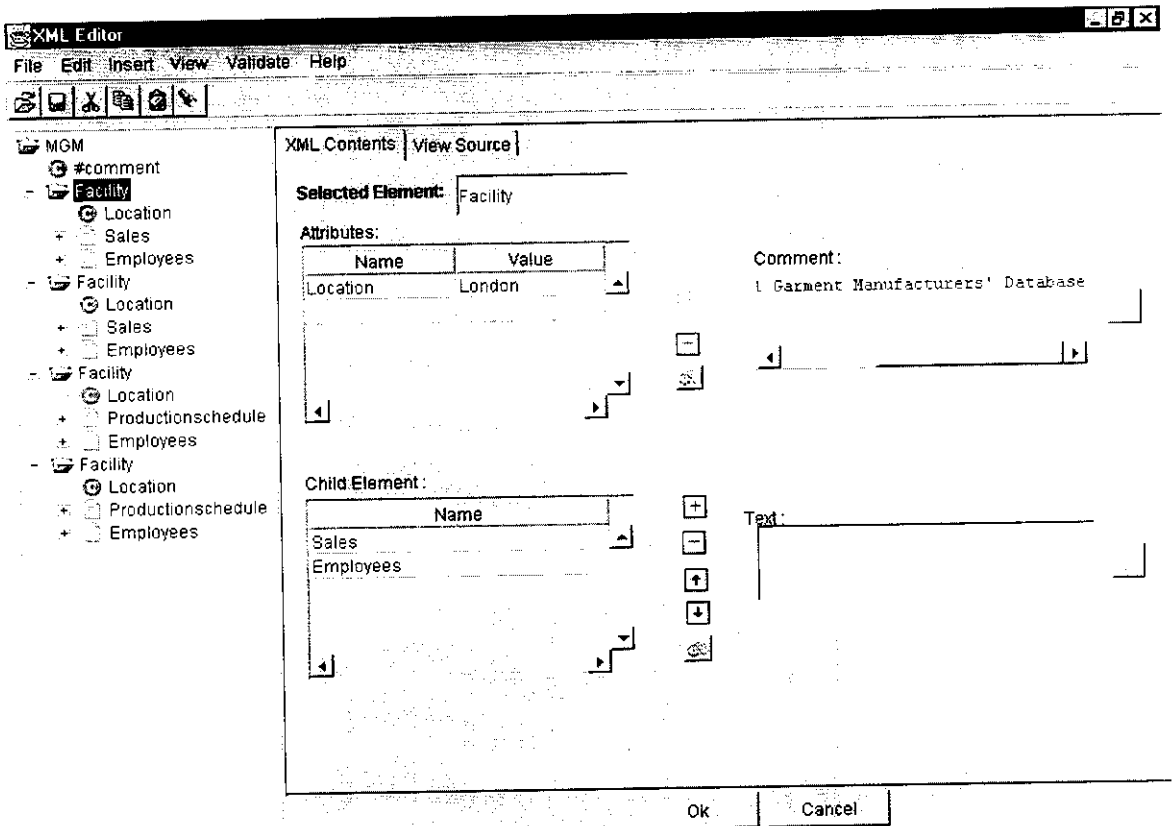 XML Editor
File Edit Insert View Validate Help
MGM
#comment
Facility
Location
Sales
Employees
Facility
Location
Sales
Employees
Facility
Location
Productionschedule
Employees
Facility
Location
Productionschedule
Employees
XML Contents View Source
Selected Element: Facility
Attributes:
Name Value
Location London
Comment:
l Garment Manufacturers' Database
Child Element:
Name
Sales
Employees
Text:
Ok Cancel